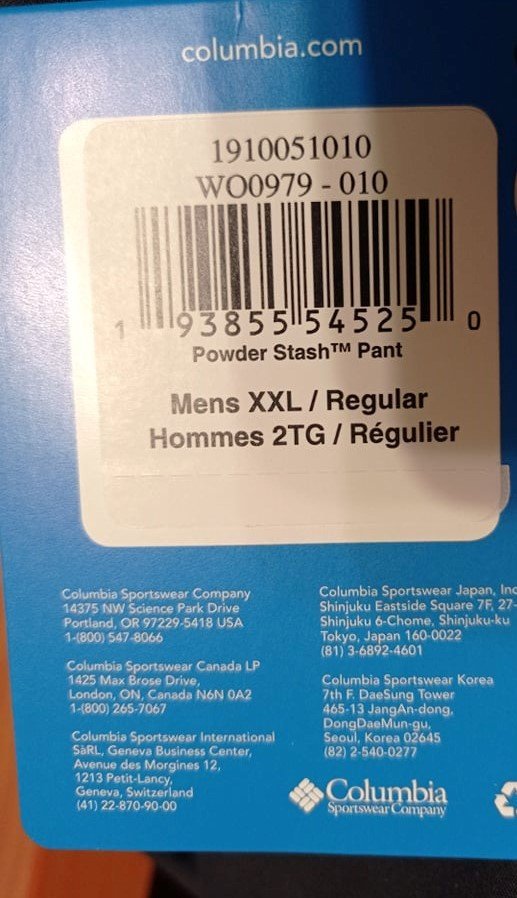 columbia.com
1910051010
WO0979 - 010
1 93855 54525 0
Powder Stash™ Pant
Mens XXL / Regular
Hommes 2TG / Régulier
Columbia Sportswear Company
14375 NW Science Park Drive
Portland, OR 97229-5418 USA
1-(800) 547-8066
Columbia Sportswear Canada LP
1425 Max Brose Drive,
London, ON, Canada N6N 0A2
1-(800) 265-7067
Columbia Sportswear International
SàRL, Geneva Business Center,
Avenue des Morgines 12,
1213 Petit-Lancy,
Geneva, Switzerland
(41) 22-870-90-00
Columbia Sportswear Japan, Inc
Shinjuku Eastside Square 7F, 27-
Shinjuku 6-Chome, Shinjuku-ku
Tokyo, Japan 160-0022
(81) 3-6892-4601
Columbia Sportswear Korea
7th F. DaeSung Tower
465-13 JangAn-dong,
DongDaeMun-gu,
Seoul, Korea 02645
(82) 2-540-0277
Columbia
Sportswear Company